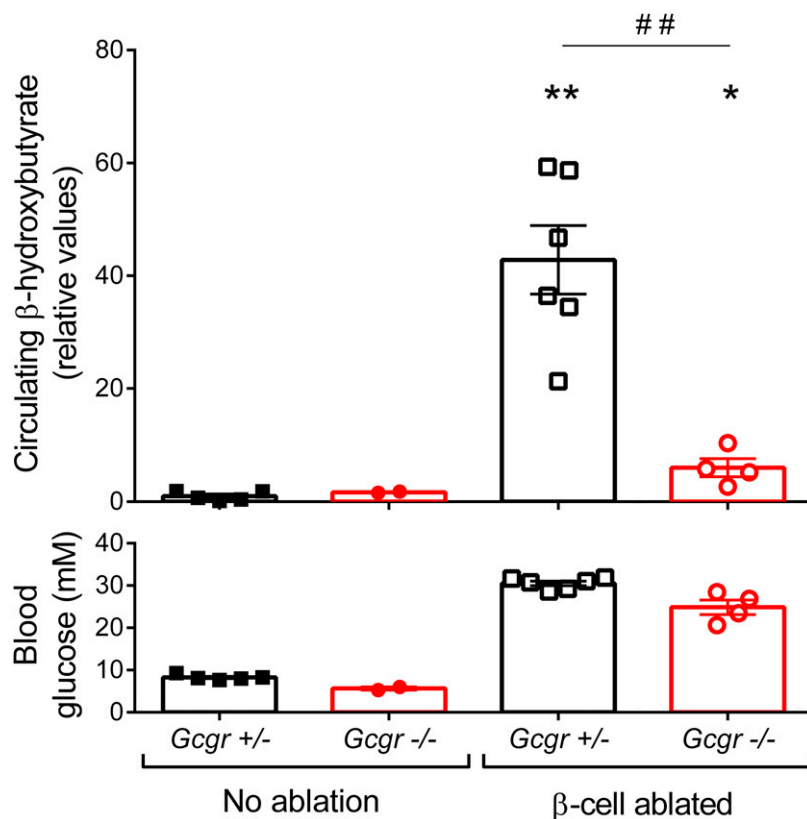 # #
** *
Circulating β-hydroxybutyrate
(relative values)
80
60
40
20
0
Blood
glucose (mM)
40
30
20
10
0
Gcgr +/- Gcgr -/- Gcgr +/- Gcgr -/-
No ablation β-cell ablated